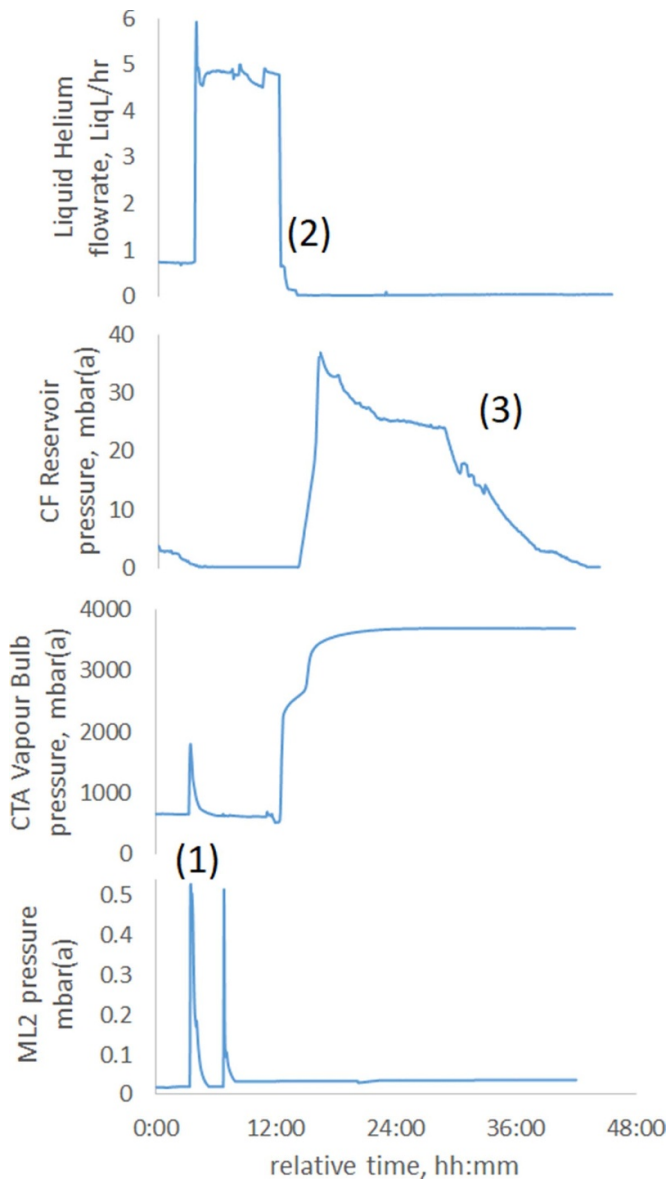 Liquid Helium
flowrate, LiqL/hr
6
5
4
3
2
1
0
(2)
CF Reservoir
pressure, mbar(a)
40
30
20
10
0
(3)
CTA Vapour Bulb
pressure, mbar(a)
4000
3000
2000
1000
0
(1)
ML2 pressure
mbar(a)
0.5
0.4
0.3
0.2
0.1
0
0:00 12:00 24:00 36:00 48:00
relative time, hh:mm